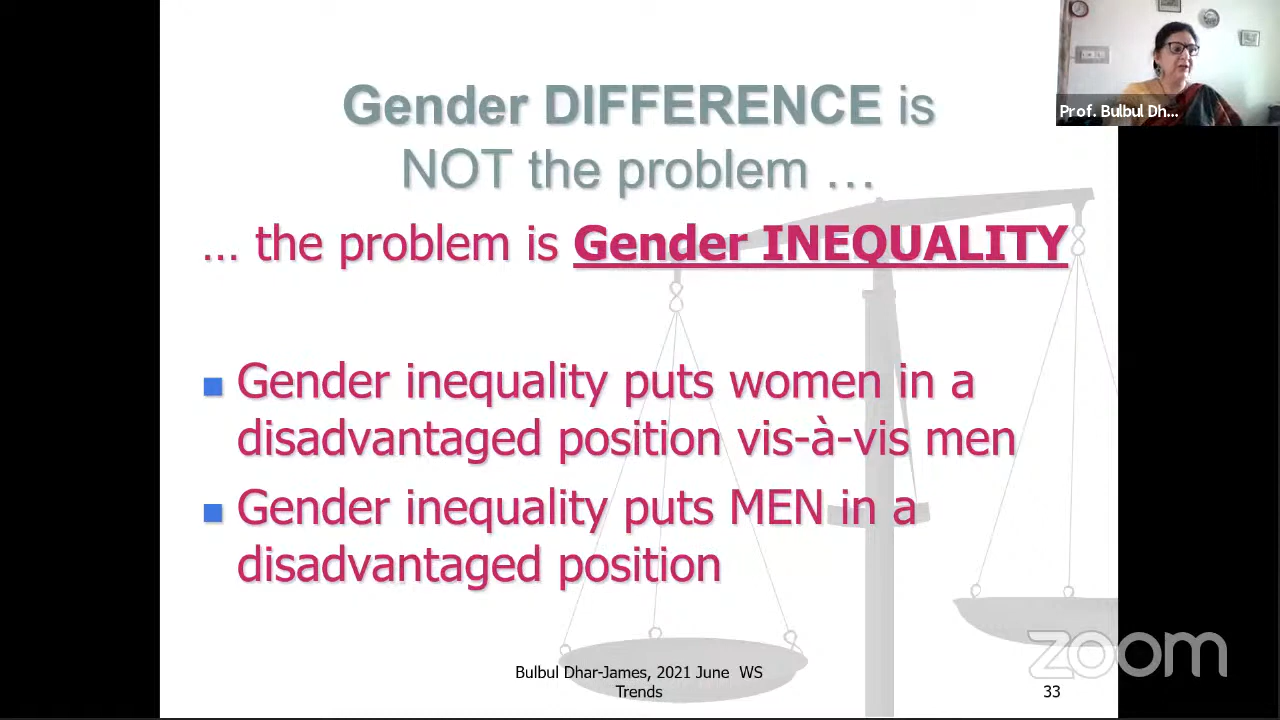 Gender DIFFERENCE is
NOT the problem …
… the problem is Gender INEQUALITY
Gender inequality puts women in a
disadvantaged position vis-à-vis men
Gender inequality puts MEN in a
disadvantaged position
Bulbul Dhar-James, 2021 June WS
Trends
33
Prof. Bulbul Dh...
zoom